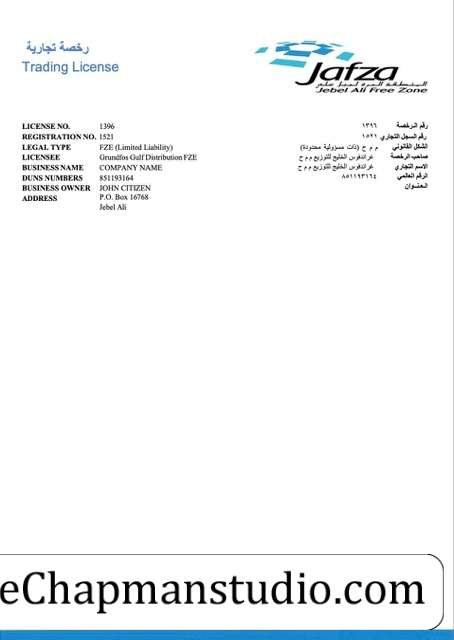 رخصة تجارية
Trading License
Jafza
المنطقة الحرة لجبل علي
Jebel Ali Free Zone
LICENSE NO. 1396 ١٣٩٦ رقم الرخصة
REGISTRATION NO. 1521 ١٥٢١ رقم السجل التجاري
LEGAL TYPE FZE (Limited Liability) م م ح (ذات مسؤولية محدودة) الشكل القانوني
LICENSEE Grundfos Gulf Distribution FZE غراندفوس الخليج للتوزيع م م ح صاحب الرخصة
BUSINESS NAME COMPANY NAME غراندفوس الخليج للتوزيع م م ح الاسم التجاري
DUNS NUMBERS 851193164 ٨٥١١٩٣١٦٤ الرقم العالمي
BUSINESS OWNER JOHN CITIZEN العنوان
ADDRESS P.O. Box 16768
Jebel Ali
eChapmanstudio.com